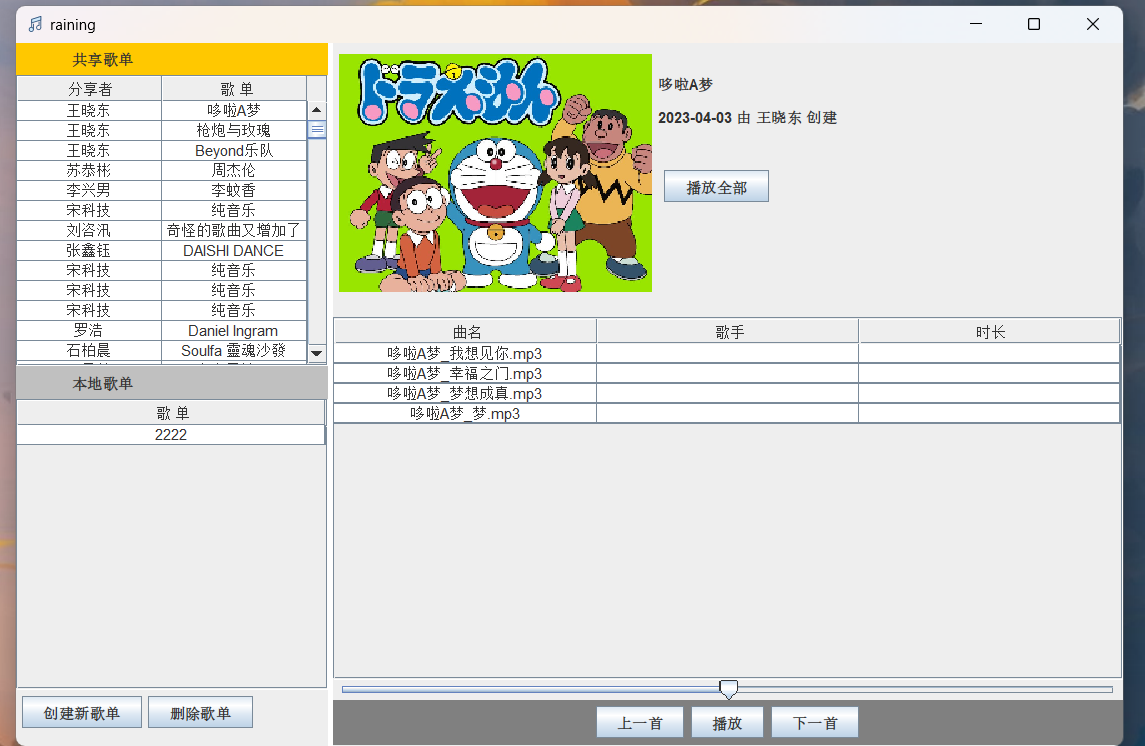 raining
共享歌单
分享者 歌 单
王晓东 哆啦A梦
王晓东 枪炮与玫瑰
王晓东 Beyond乐队
苏恭彬 周杰伦
李兴男 李蚊香
宋科技 纯音乐
刘咨汛 奇怪的歌曲又增加了
张鑫钰 DAISHI DANCE
宋科技 纯音乐
宋科技 纯音乐
宋科技 纯音乐
罗浩 Daniel Ingram
石柏晨 Soulfa 靈魂沙發
本地歌单
歌 单
2222
创建新歌单 删除歌单
ドラえもん
哆啦A梦
2023-04-03 由 王晓东 创建
播放全部
曲名 歌手 时长
哆啦A梦_我想见你.mp3
哆啦A梦_幸福之门.mp3
哆啦A梦_梦想成真.mp3
哆啦A梦_梦.mp3
上一首 播放 下一首